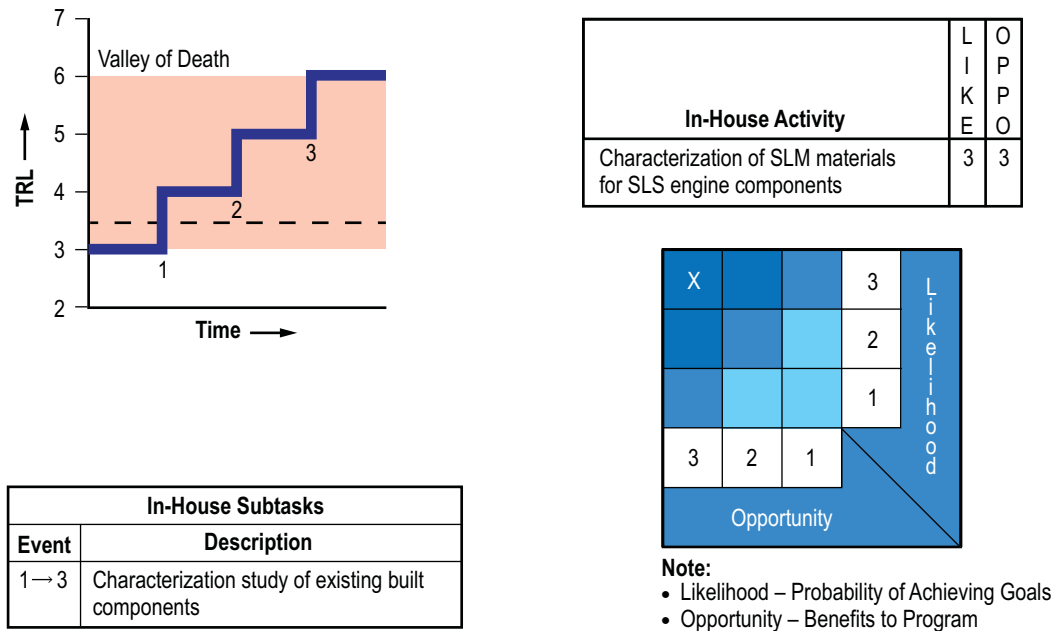 7
6
5
4
3
2
TRL
Valley of Death
1
2
3
Time
In-House Activity
LIKE
OPPO
Characterization of SLM materials
for SLS engine components
3 3
X
3
2
1
3 2 1
Likelihood
Opportunity
Note:
• Likelihood – Probability of Achieving Goals
• Opportunity – Benefits to Program
In-House Subtasks
Event Description
1→3 Characterization study of existing built
components